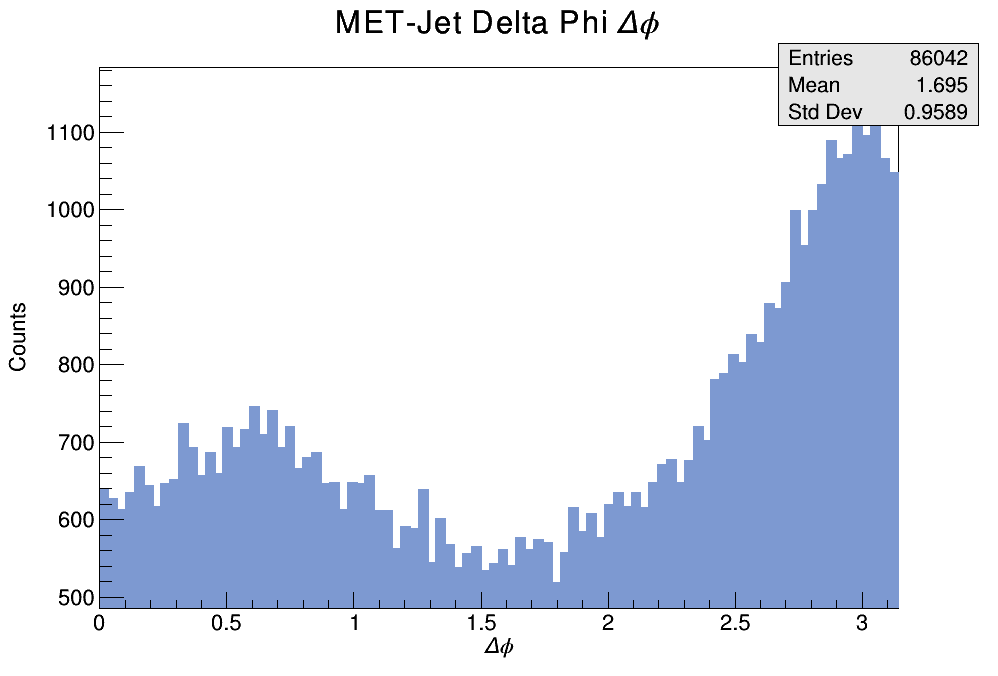 MET-Jet Delta Phi Δϕ
Entries 86042
Mean 1.695
Std Dev 0.9589
Counts
1100
1000
900
800
700
600
500
0 0.5 1 1.5 2 2.5 3
Δϕ